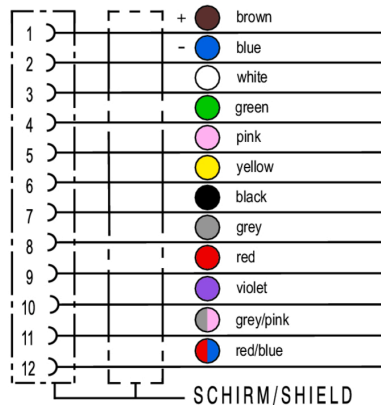 + brown
1
- blue
2
white
3
green
4
pink
5
yellow
6
black
7
grey
8
red
9
violet
10
grey/pink
11
red/blue
12
SCHIRM/SHIELD